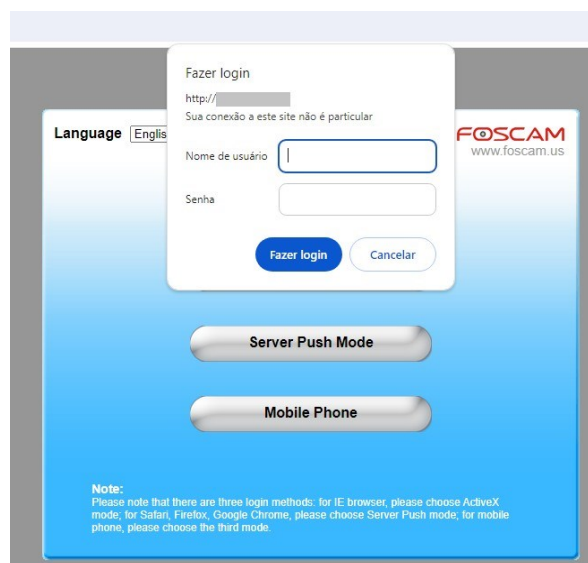 Fazer login
http://
Sua conexão a este site não é particular
Language Englis
FOSCAM
www.foscam.us
Nome de usuário
Senha
Fazer login Cancelar
Server Push Mode
Mobile Phone
Note:
Please note that there are three login methods: for IE browser, please choose ActiveX
mode; for Safari, Firefox, Google Chrome, please choose Server Push mode; for mobile
phone, please choose the third mode.